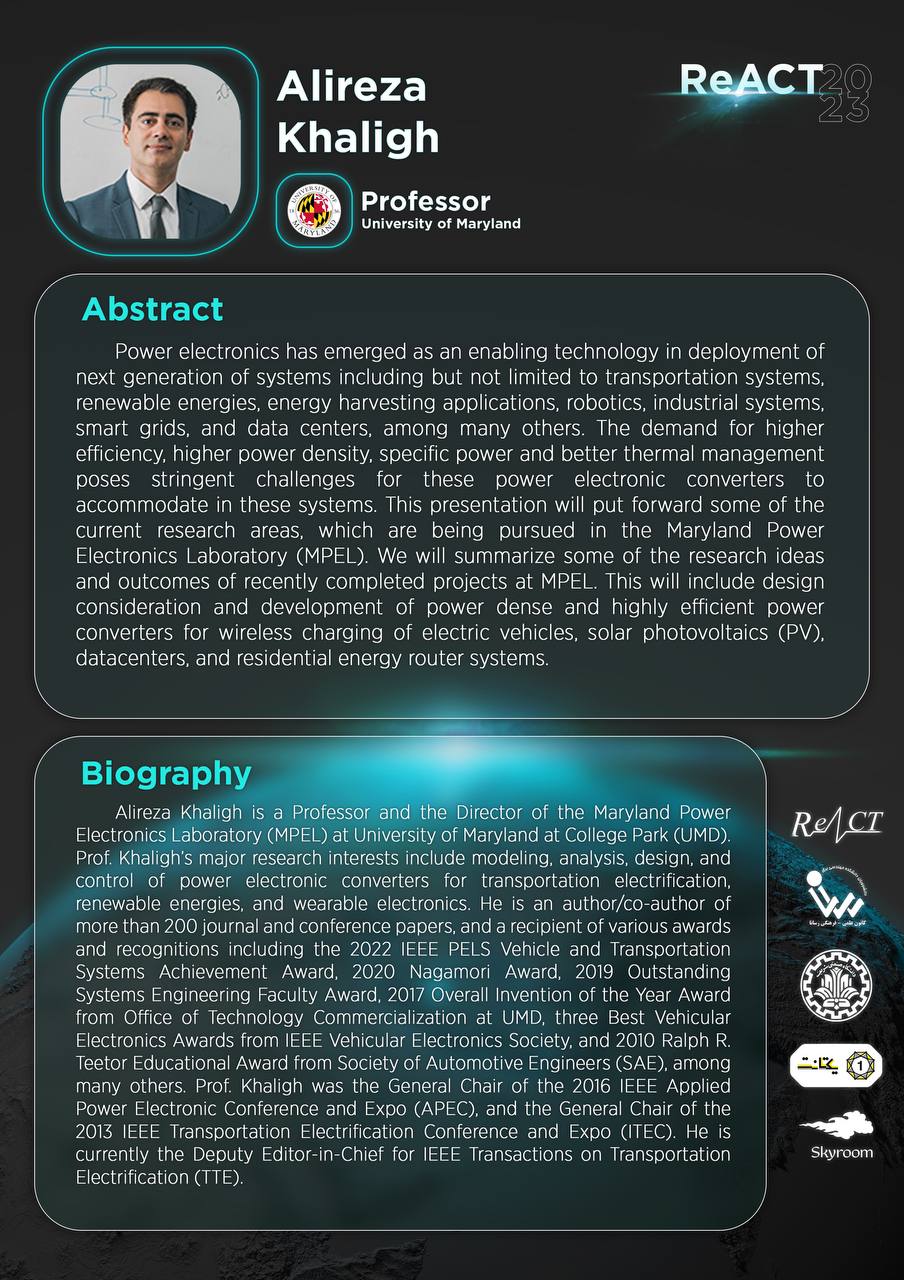 Alireza
Khaligh
ReACT
20
23
UNIVERSITY OF
MARYLAND
Professor
University of Maryland
Abstract
Power electronics has emerged as an enabling technology in deployment of
next generation of systems including but not limited to transportation systems,
renewable energies, energy harvesting applications, robotics, industrial systems,
smart grids, and data centers, among many others. The demand for higher
efficiency, higher power density, specific power and better thermal management
poses stringent challenges for these power electronic converters to
accommodate in these systems. This presentation will put forward some of the
current research areas, which are being pursued in the Maryland Power
Electronics Laboratory (MPEL). We will summarize some of the research ideas
and outcomes of recently completed projects at MPEL. This will include design
consideration and development of power dense and highly efficient power
converters for wireless charging of electric vehicles, solar photovoltaics (PV),
datacenters, and residential energy router systems.
Biography
Alireza Khaligh is a Professor and the Director of the Maryland Power
Electronics Laboratory (MPEL) at University of Maryland at College Park (UMD).
Prof. Khaligh's major research interests include modeling, analysis, design, and
control of power electronic converters for transportation electrification,
renewable energies, and wearable electronics. He is an author/co-author of
more than 200 journal and conference papers, and a recipient of various awards
and recognitions including the 2022 IEEE PELS Vehicle and Transportation
Systems Achievement Award, 2020 Nagamori Award, 2019 Outstanding
Systems Engineering Faculty Award, 2017 Overall Invention of the Year Award
from Office of Technology Commercialization at UMD, three Best Vehicular
Electronics Awards from IEEE Vehicular Electronics Society, and 2010 Ralph R.
Teetor Educational Award from Society of Automotive Engineers (SAE), among
many others. Prof. Khaligh was the General Chair of the 2016 IEEE Applied
Power Electronic Conference and Expo (APEC), and the General Chair of the
2013 IEEE Transportation Electrification Conference and Expo (ITEC). He is
currently the Deputy Editor-in-Chief for IEEE Transactions on Transportation
Electrification (TTE).
ReACT
کانون علمی - فرهنگی رسانا
یکتانت
1
Skyroom